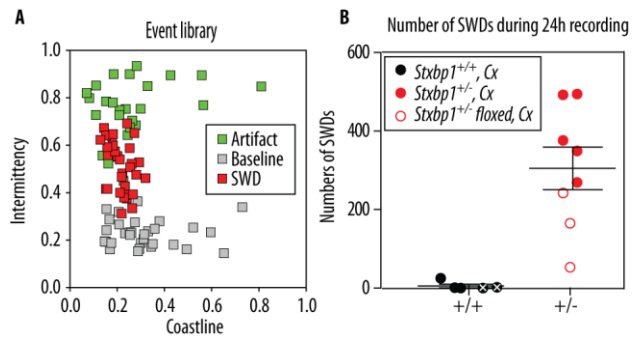 A
Event library
Intermittency
1.0
0.8
0.6
0.4
0.2
0.0
Artifact
Baseline
SWD
0.0 0.2 0.4 0.6 0.8 1.0
Coastline
B
Number of SWDs during 24h recording
Numbers of SWDs
600
400
200
0
Stxbp1+/+, Cx
Stxbp1+/-, Cx
Stxbp1+/- floxed, Cx
+/+ +/-